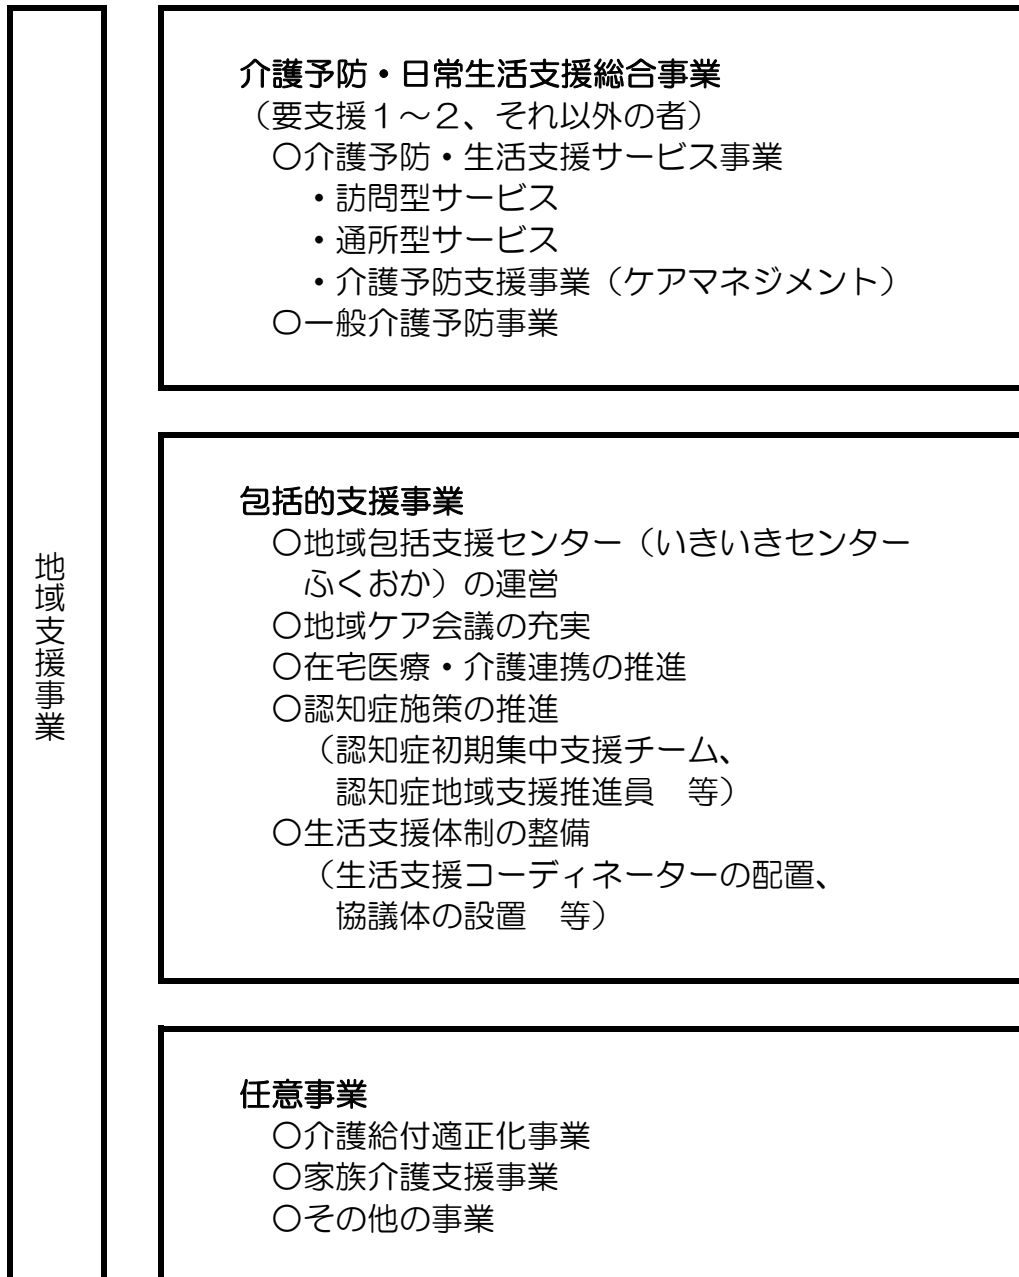 地域支援事業
介護予防・日常生活支援総合事業
（要支援１～２、それ以外の者）
○介護予防・生活支援サービス事業
・訪問型サービス
・通所型サービス
・介護予防支援事業（ケアマネジメント）
○一般介護予防事業
包括的支援事業
○地域包括支援センター（いきいきセンター
ふくおか）の運営
○地域ケア会議の充実
○在宅医療・介護連携の推進
○認知症施策の推進
（認知症初期集中支援チーム、
認知症地域支援推進員　等）
○生活支援体制の整備
（生活支援コーディネーターの配置、
協議体の設置　等）
任意事業
○介護給付適正化事業
○家族介護支援事業
○その他の事業